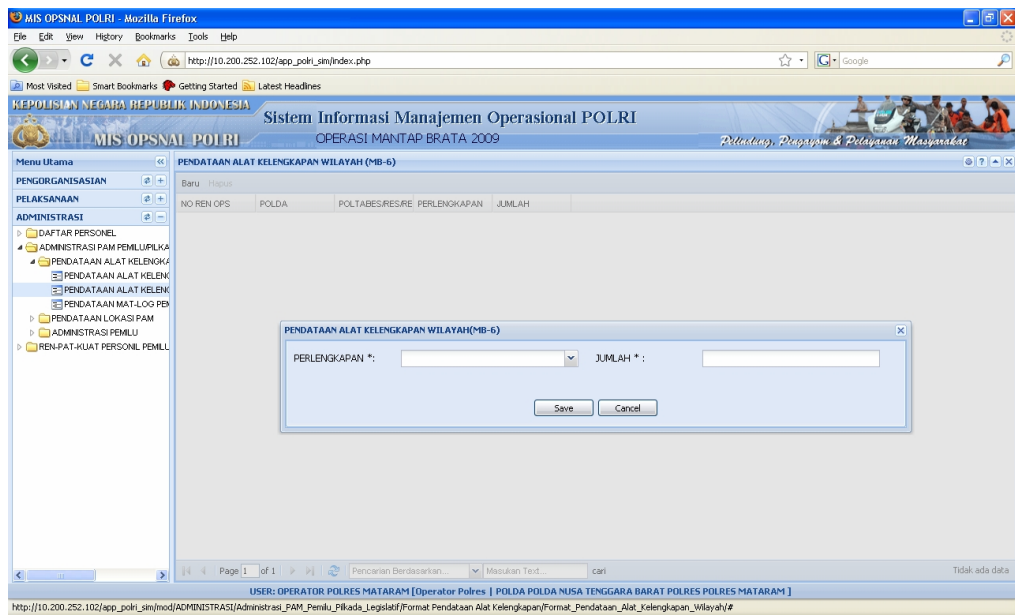 MIS OPSNAL POLRI - Mozilla Firefox
File Edit View History Bookmarks Tools Help
http://10.200.252.102/app_polri_sim/index.php
Google
Most Visited Smart Bookmarks Getting Started Latest Headlines
KEPOLISIAN NEGARA REPUBLIK INDONESIA
MIS OPSNAL POLRI
Sistem Informasi Manajemen Operasional POLRI
OPERASI MANTAP BRATA 2009
Pelindung, Pengayom & Pelayanan Masyarakat
Menu Utama
PENGORGANISASIAN
PELAKSANAAN
ADMINISTRASI
DAFTAR PERSONEL
ADMINISTRASI PAM PEMILU/PILKA
PENDATAAN ALAT KELENGKA
PENDATAAN ALAT KELENG
PENDATAAN ALAT KELENG
PENDATAAN MAT-LOG PEM
PENDATAAN LOKASI PAM
ADMINISTRASI PEMILU
REN-PAT-KUAT PERSONIL PEMILU
PENDATAAN ALAT KELENGKAPAN WILAYAH (MB-6)
Baru Hapus
NO REN OPS POLDA POLTABES/RES/RE PERLENGKAPAN JUMLAH
PENDATAAN ALAT KELENGKAPAN WILAYAH(MB-6)
PERLENGKAPAN *: JUMLAH * :
Save Cancel
Page 1 of 1 Pencarian Berdasarkan... Masukan Text... cari Tidak ada data
USER: OPERATOR POLRES MATARAM [Operator Polres | POLDA POLDA NUSA TENGGARA BARAT POLRES POLRES MATARAM ]
http://10.200.252.102/app_polri_sim/mod/ADMINISTRASI/Administrasi_PAM_Pemilu_Pilkada_Legislatif/Format Pendataan Alat Kelengkapan/Format_Pendataan_Alat_Kelengkapan_Wilayah/#